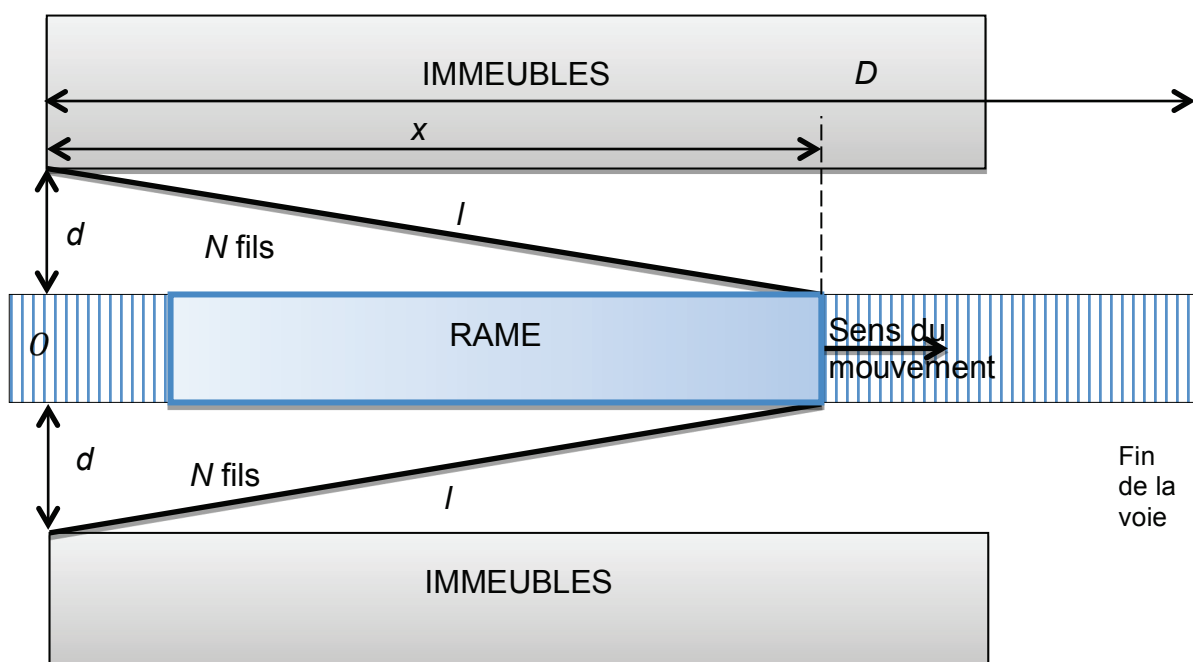 IMMEUBLES
D
x
l
d
N fils
RAME
O
Sens du
mouvement
d
N fils
l
Fin
de la
voie
IMMEUBLES